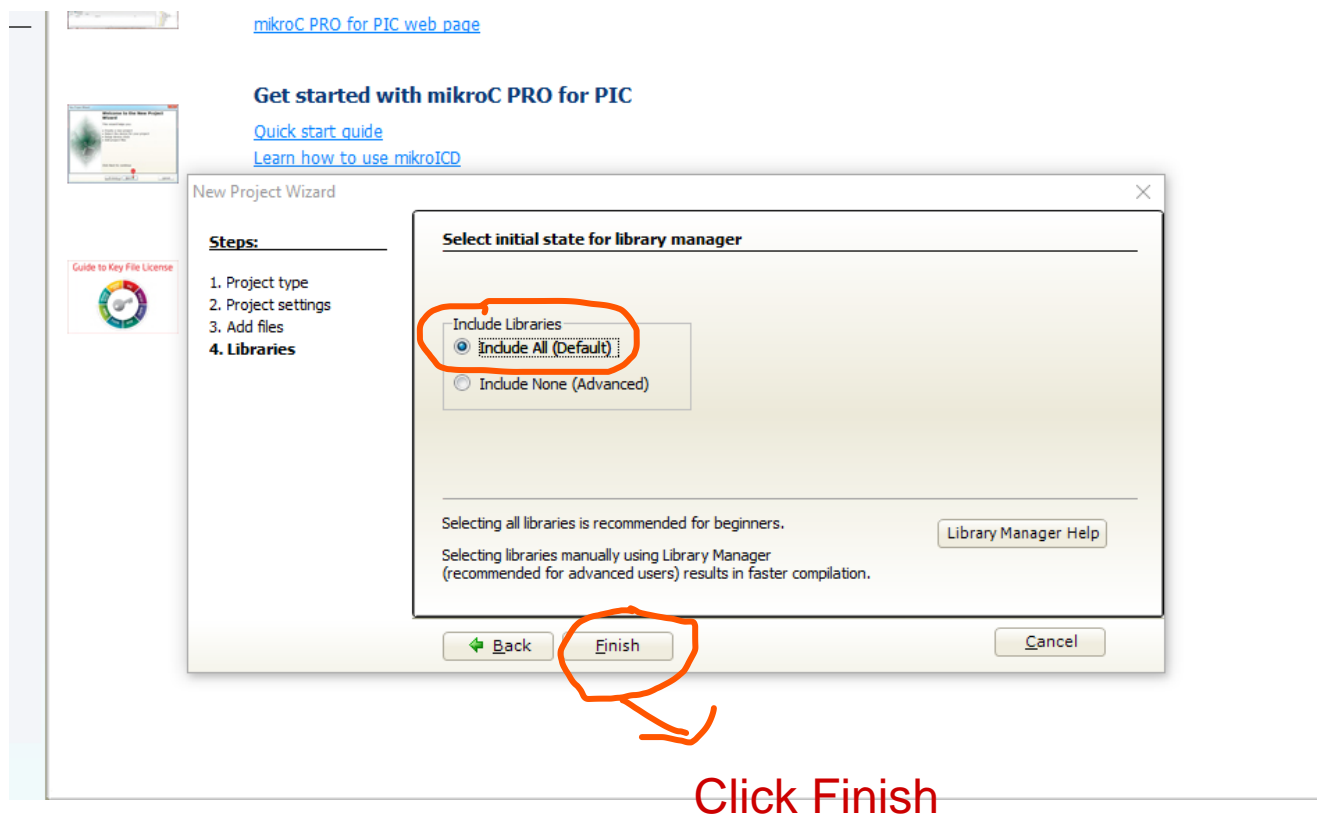 mikroC PRO for PIC web page
Get started with mikroC PRO for PIC
Quick start guide
Learn how to use mikroICD
New Project Wizard
Steps:
1. Project type
2. Project settings
3. Add files
4. Libraries
Guide to Key File License
Select initial state for library manager
Include Libraries
Include All (Default)
Include None (Advanced)
Selecting all libraries is recommended for beginners.
Selecting libraries manually using Library Manager
(recommended for advanced users) results in faster compilation.
Library Manager Help
Back
Finish
Cancel
Click Finish